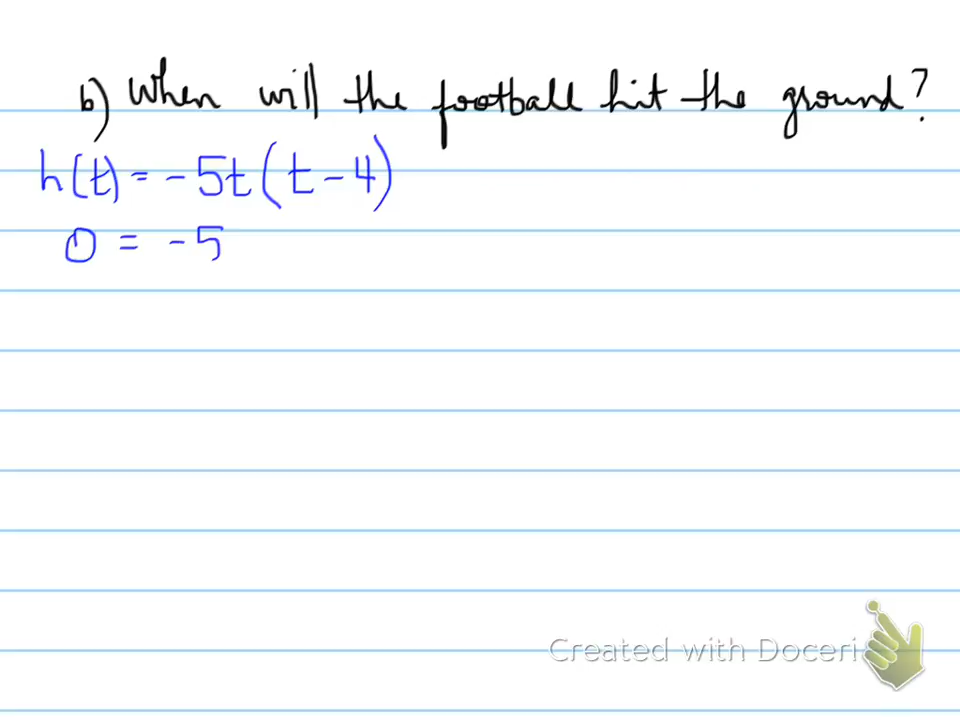 b) When will the football hit the ground?
h(t) = -5t(t-4)
0 = -5
Created with Doceri